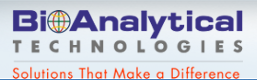 BioAnalytical
TECHNOLOGIES
Solutions That Make a Difference